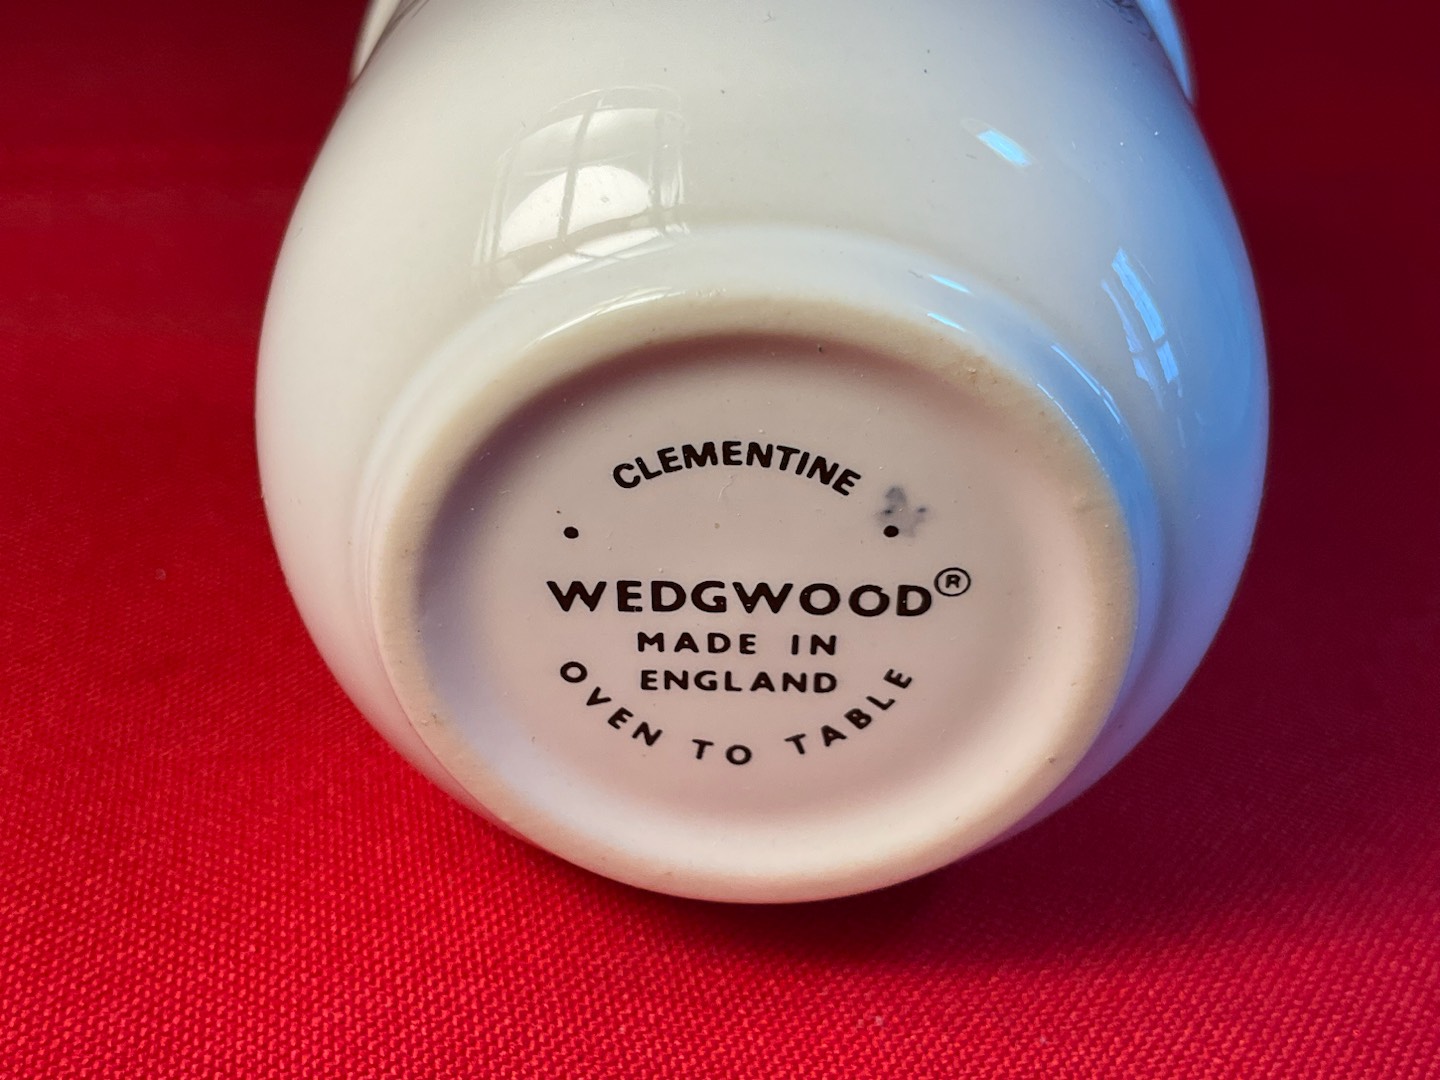 CLEMENTINE
• •
WEDGWOOD®
MADE IN
ENGLAND
OVEN TO TABLE